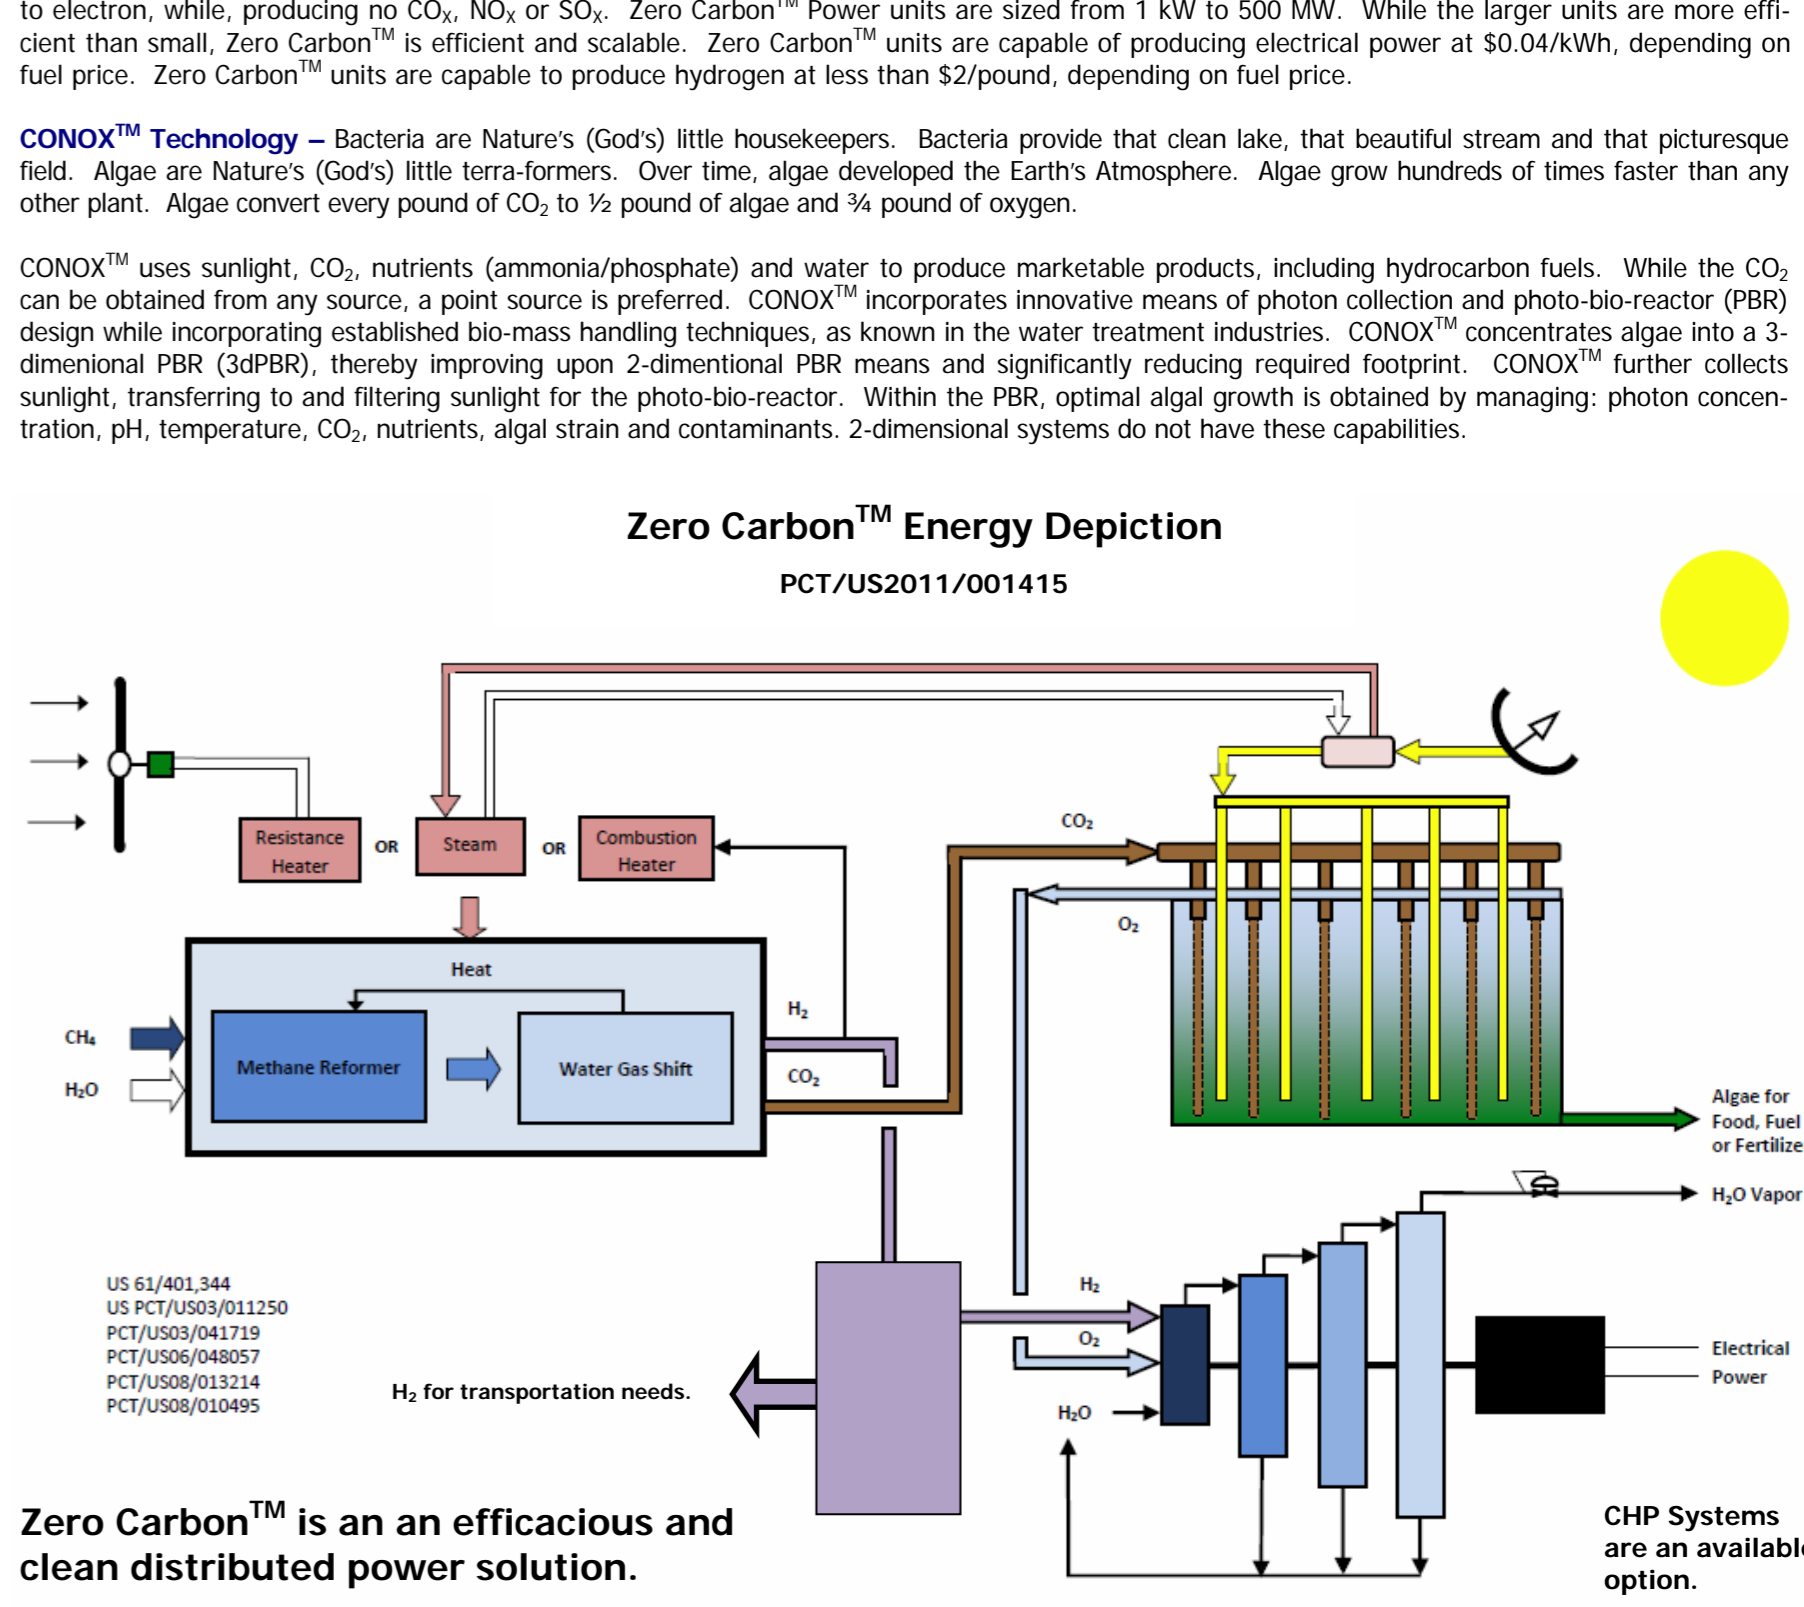 to electron, while, producing no COX, NOX or SOX. Zero Carbon™ Power units are sized from 1 kW to 500 MW. While the larger units are more effi-
cient than small, Zero Carbon™ is efficient and scalable. Zero Carbon™ units are capable of producing electrical power at $0.04/kWh, depending on
fuel price. Zero Carbon™ units are capable to produce hydrogen at less than $2/pound, depending on fuel price.
CONOX™ Technology – Bacteria are Nature's (God's) little housekeepers. Bacteria provide that clean lake, that beautiful stream and that picturesque
field. Algae are Nature's (God's) little terra-formers. Over time, algae developed the Earth's Atmosphere. Algae grow hundreds of times faster than any
other plant. Algae convert every pound of CO₂ to ½ pound of algae and ¾ pound of oxygen.
CONOX™ uses sunlight, CO₂, nutrients (ammonia/phosphate) and water to produce marketable products, including hydrocarbon fuels. While the CO₂
can be obtained from any source, a point source is preferred. CONOX™ incorporates innovative means of photon collection and photo-bio-reactor (PBR)
design while incorporating established bio-mass handling techniques, as known in the water treatment industries. CONOX™ concentrates algae into a 3-
dimenional PBR (3dPBR), thereby improving upon 2-dimentional PBR means and significantly reducing required footprint. CONOX™ further collects
sunlight, transferring to and filtering sunlight for the photo-bio-reactor. Within the PBR, optimal algal growth is obtained by managing: photon concen-
tration, pH, temperature, CO₂, nutrients, algal strain and contaminants. 2-dimensional systems do not have these capabilities.
Zero Carbon™ Energy Depiction
PCT/US2011/001415
Resistance
Heater
OR
Steam
OR
Combustion
Heater
CO₂
O₂
Heat
H₂
CH₄
Methane Reformer
Water Gas Shift
CO₂
H₂O
Algae for
Food, Fuel
or Fertilize
H₂O Vapor
US 61/401,344
US PCT/US03/011250
PCT/US03/041719
PCT/US06/048057
PCT/US08/013214
PCT/US08/010495
H₂ for transportation needs.
H₂
O₂
H₂O
Electrical
Power
Zero Carbon™ is an an efficacious and
clean distributed power solution.
CHP Systems
are an available
option.